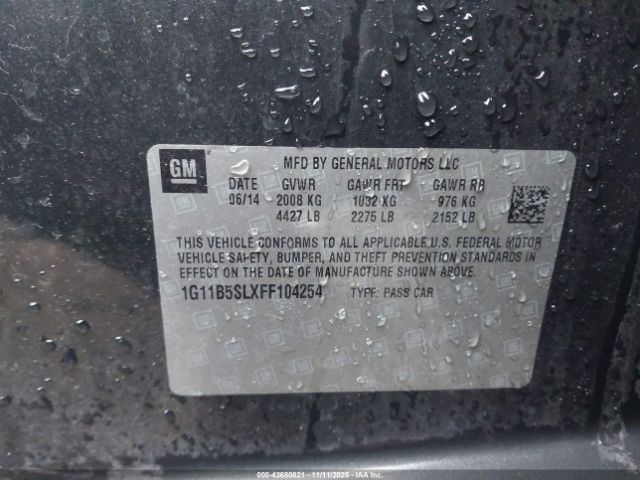 GM
MFD BY GENERAL MOTORS LLC
DATE GVWR GAWR FRT GAWR RR
06/14 2008 KG 1032 KG 976 KG
4427 LB 2275 LB 2152 LB
THIS VEHICLE CONFORMS TO ALL APPLICABLE U.S. FEDERAL MOTOR
VEHICLE SAFETY, BUMPER, AND THEFT PREVENTION STANDARDS IN
EFFECT ON THE DATE OF MANUFACTURE SHOWN ABOVE.
1G11B5SLXFF104254 TYPE: PASS CAR
000-43680821 - 11/11/2025 - IAAI.CA